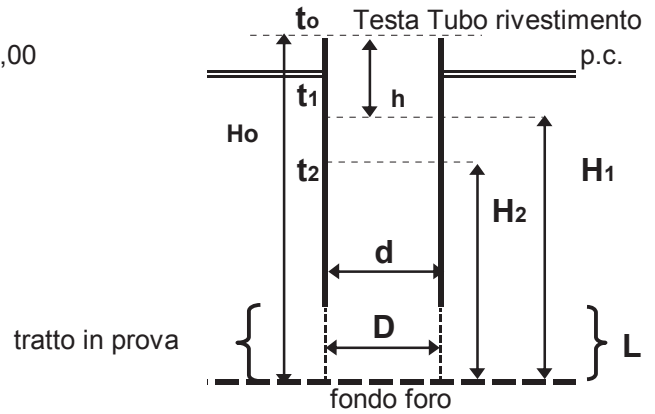 to Testa Tubo rivestimento
,00 p.c.
t1 h
Ho
t2 H1
H2
d
D
tratto in prova L
fondo foro